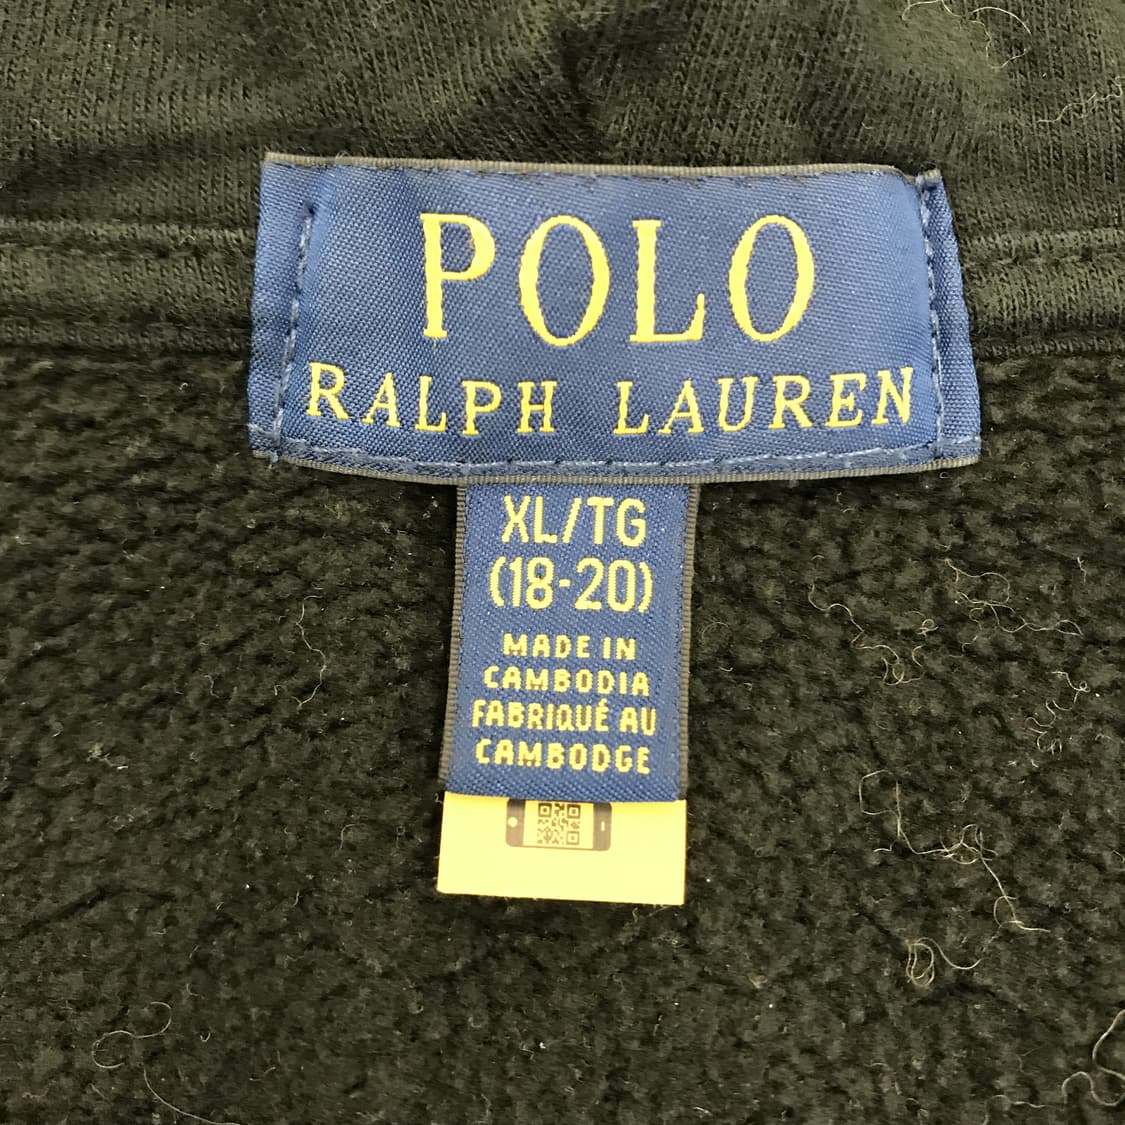 POLO
RALPH LAUREN
XL/TG
(18-20)
MADE IN
CAMBODIA
FABRIQUÉ AU
CAMBODGE